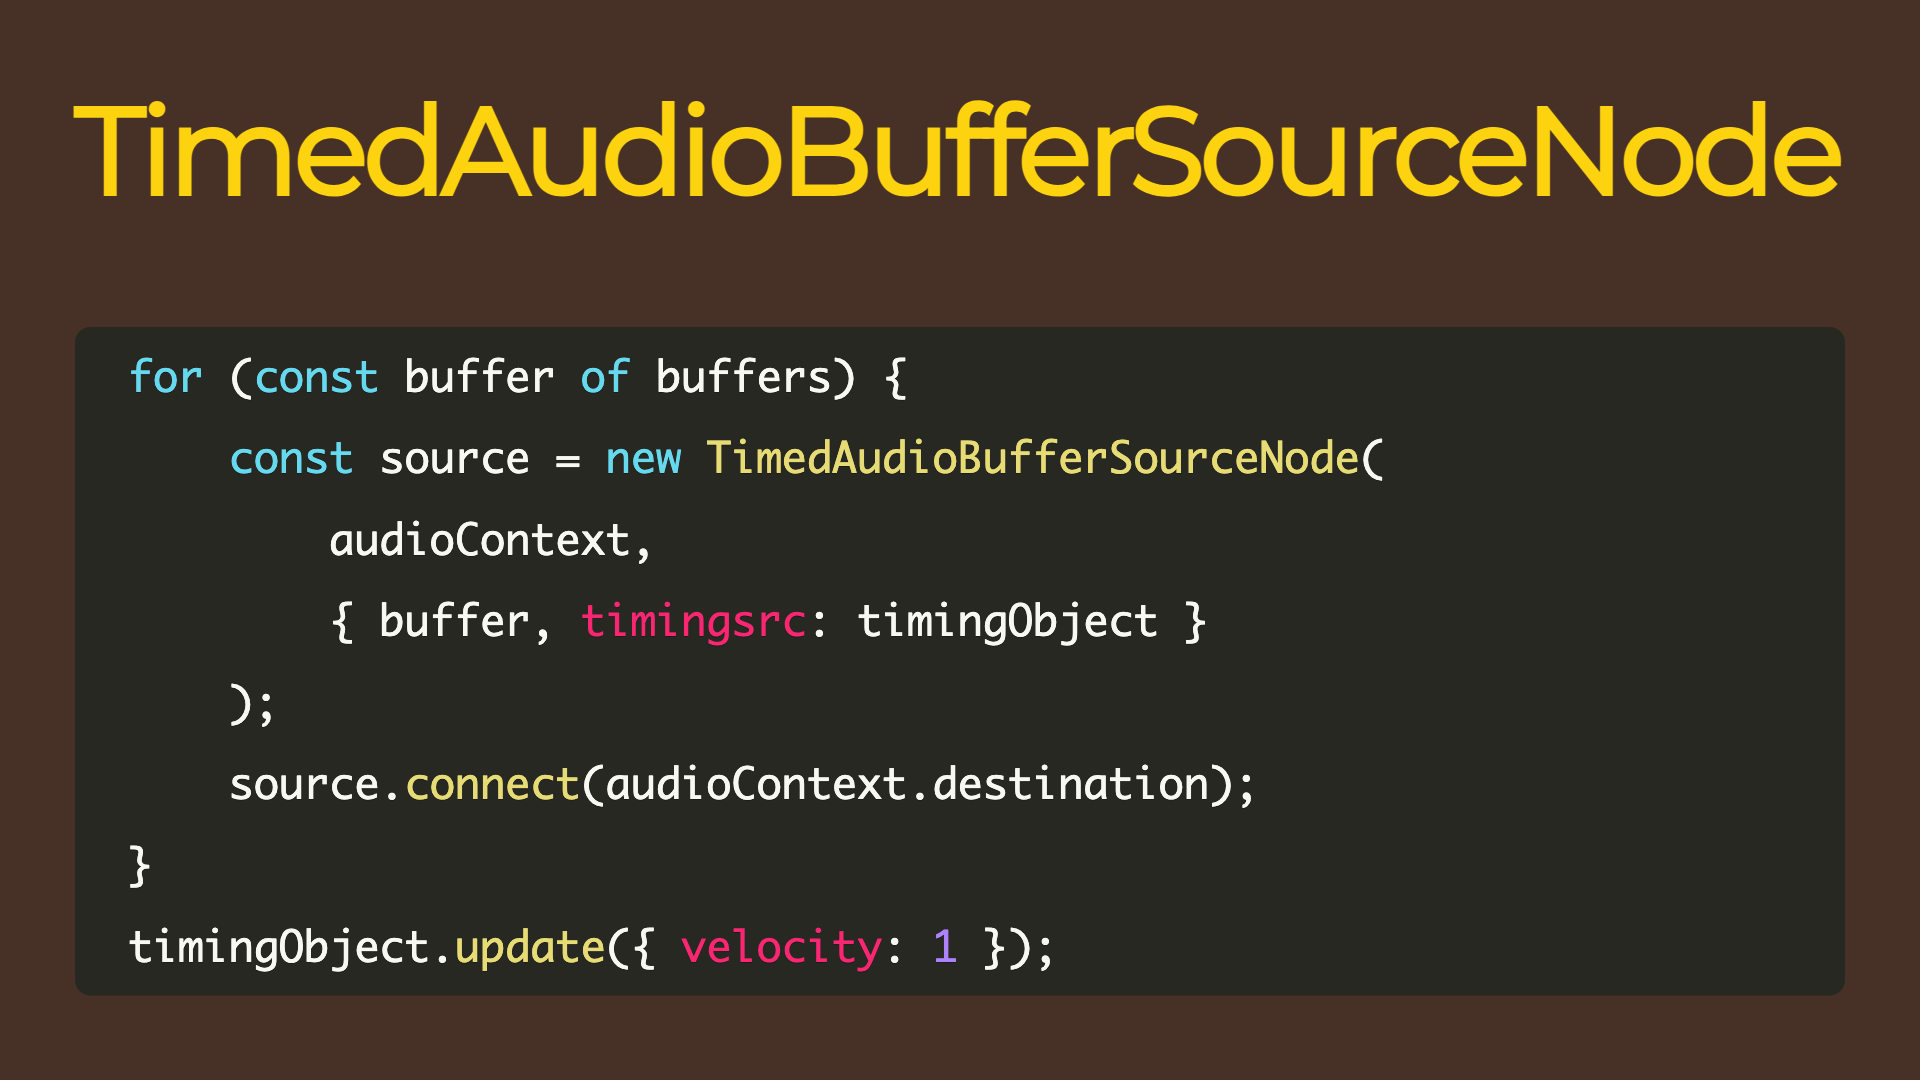 TimedAudioBufferSourceNode
for (const buffer of buffers) {
    const source = new TimedAudioBufferSourceNode(
        audioContext,
        { buffer, timingsrc: timingObject }
    );
    source.connect(audioContext.destination);
}
timingObject.update({ velocity: 1 });